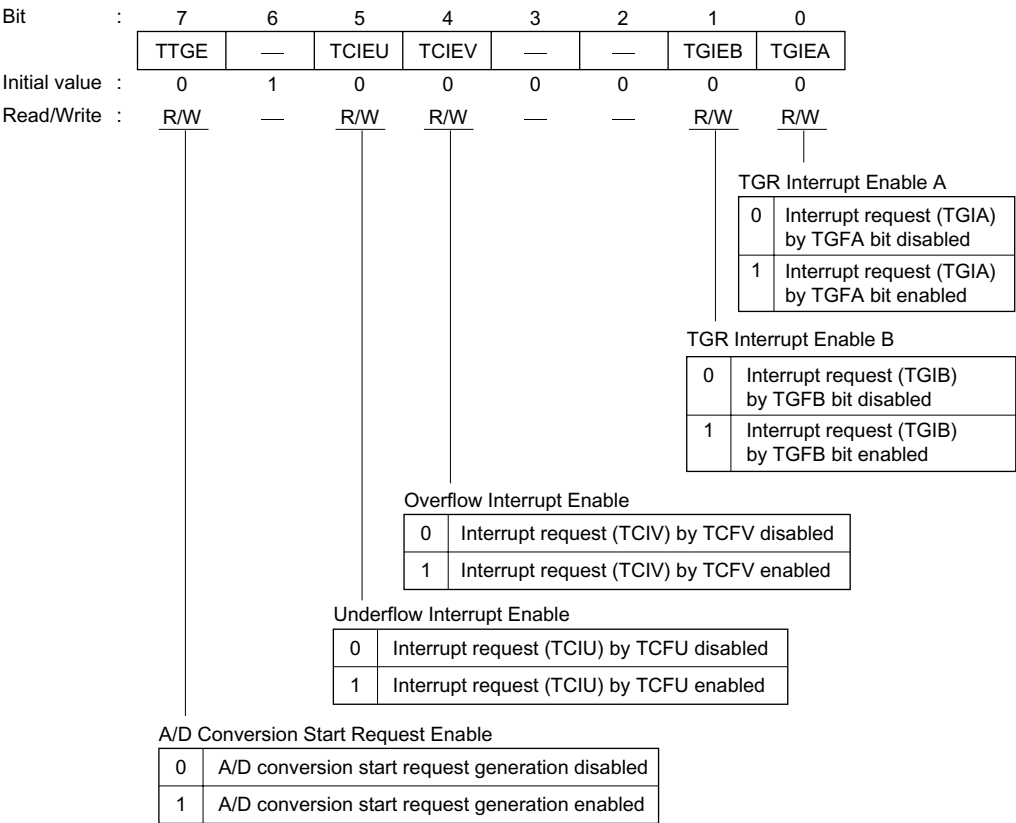 Bit : 7 6 5 4 3 2 1 0
TTGE — TCIEU TCIEV — — TGIEB TGIEA
Initial value : 0 1 0 0 0 0 0 0
Read/Write : R/W — R/W R/W — — R/W R/W
TGR Interrupt Enable A
0 Interrupt request (TGIA)
by TGFA bit disabled
1 Interrupt request (TGIA)
by TGFA bit enabled
TGR Interrupt Enable B
0 Interrupt request (TGIB)
by TGFB bit disabled
1 Interrupt request (TGIB)
by TGFB bit enabled
Overflow Interrupt Enable
0 Interrupt request (TCIV) by TCFV disabled
1 Interrupt request (TCIV) by TCFV enabled
Underflow Interrupt Enable
0 Interrupt request (TCIU) by TCFU disabled
1 Interrupt request (TCIU) by TCFU enabled
A/D Conversion Start Request Enable
0 A/D conversion start request generation disabled
1 A/D conversion start request generation enabled